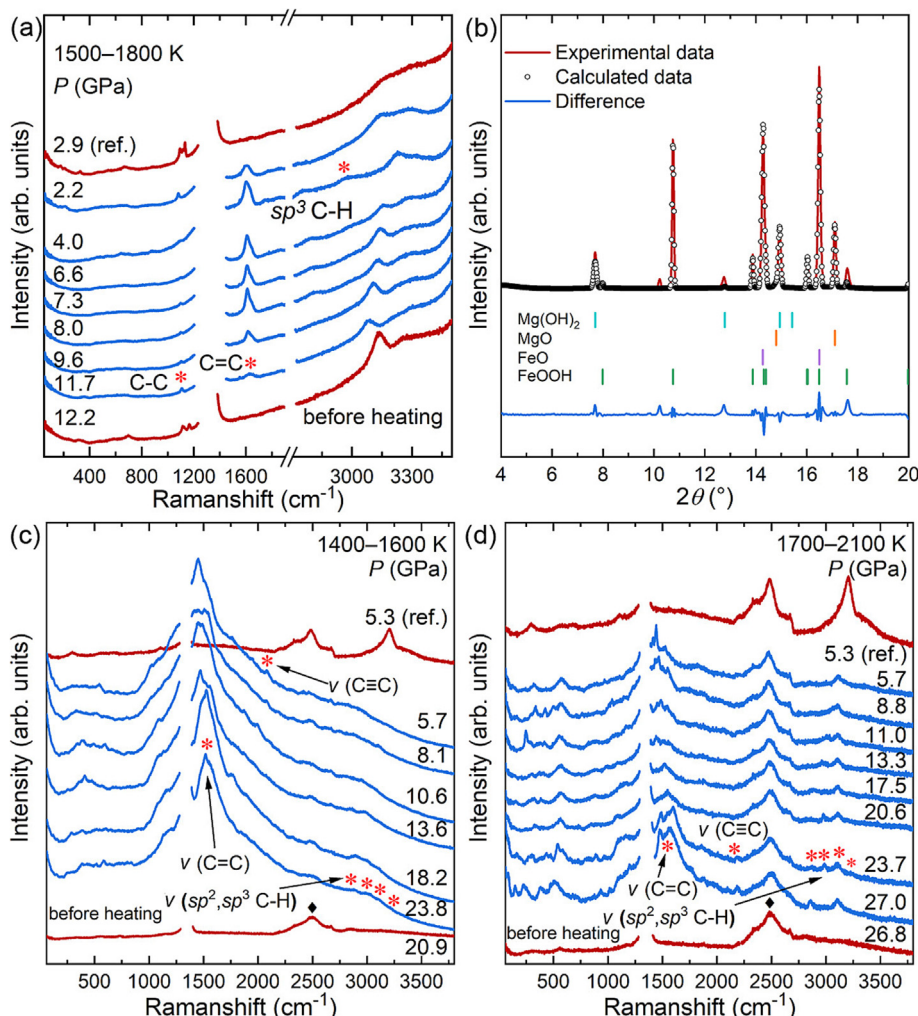 (a)
1500–1800 K
P (GPa)
2.9 (ref.)
2.2
4.0
6.6
7.3
8.0
9.6
11.7
12.2
*
sp³ C-H
C=C *
C-C *
before heating
400 1200 1600 3000 3400
Ramanshift (cm⁻¹)
Intensity (arb. units)
(b)
Experimental data
Calculated data
Difference
Mg(OH)₂
MgO
FeO
FeOOH
4 6 8 10 12 14 16 18 20
2θ (°)
Intensity (arb. units)
(c)
1400–1600 K
P (GPa)
5.3 (ref.)
*
ν (C≡C)
5.7
8.1
10.6
13.6
18.2
23.8
20.9
*
ν (C=C)
ν (sp²,sp³ C-H)
* * * *
before heating
♦
500 1000 1500 2000 2500 3000 3500
Ramanshift (cm⁻¹)
Intensity (arb. units)
(d)
1700–2100 K
P (GPa)
5.3 (ref.)
5.7
8.8
11.0
13.3
17.5
20.6
23.7
27.0
26.8
ν (C≡C)
* *
ν (C=C)
ν (sp²,sp³ C-H)
** * *
before heating
♦
500 1000 1500 2000 2500 3000 3500
Ramanshift (cm⁻¹)
Intensity (arb. units)